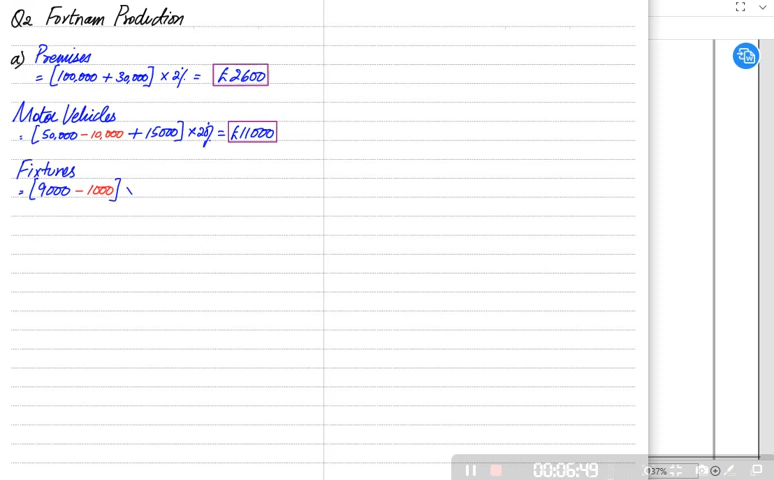 Q2 Fortnam Production
a) Premises
= [100,000 + 30,000] × 2% = £2600
Motor Vehicles
= [50,000 - 10,000 + 15000] × 20% = £11000
Fixtures
= [9000 - 1000]
00:06:49
37%